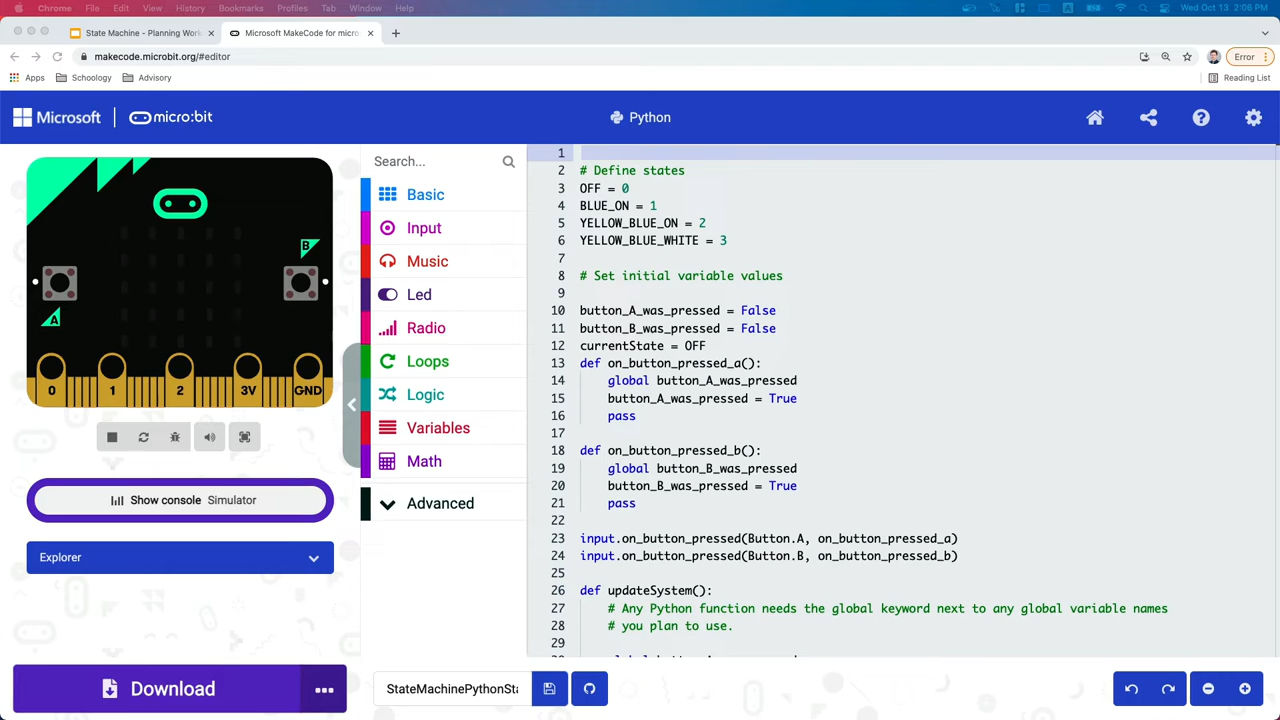 Chrome File Edit View History Bookmarks Profiles Tab Window Help Wed Oct 13 2:06 PM
State Machine - Planning Work Microsoft MakeCode for micro:
makecode.microbit.org/#editor Error
Apps Schoology Advisory Reading List
Microsoft micro:bit Python
B
A
0 1 2 3V GND
Show console Simulator
Explorer
Download
Search...
Basic
Input
Music
Led
Radio
Loops
Logic
Variables
Math
Advanced
1
2 # Define states
3 OFF = 0
4 BLUE_ON = 1
5 YELLOW_BLUE_ON = 2
6 YELLOW_BLUE_WHITE = 3
7
8 # Set initial variable values
9
10 button_A_was_pressed = False
11 button_B_was_pressed = False
12 currentState = OFF
13 def on_button_pressed_a():
14 global button_A_was_pressed
15 button_A_was_pressed = True
16 pass
17
18 def on_button_pressed_b():
19 global button_B_was_pressed
20 button_B_was_pressed = True
21 pass
22
23 input.on_button_pressed(Button.A, on_button_pressed_a)
24 input.on_button_pressed(Button.B, on_button_pressed_b)
25
26 def updateSystem():
27 # Any Python function needs the global keyword next to any global variable names
28 # you plan to use.
29
StateMachinePythonSta